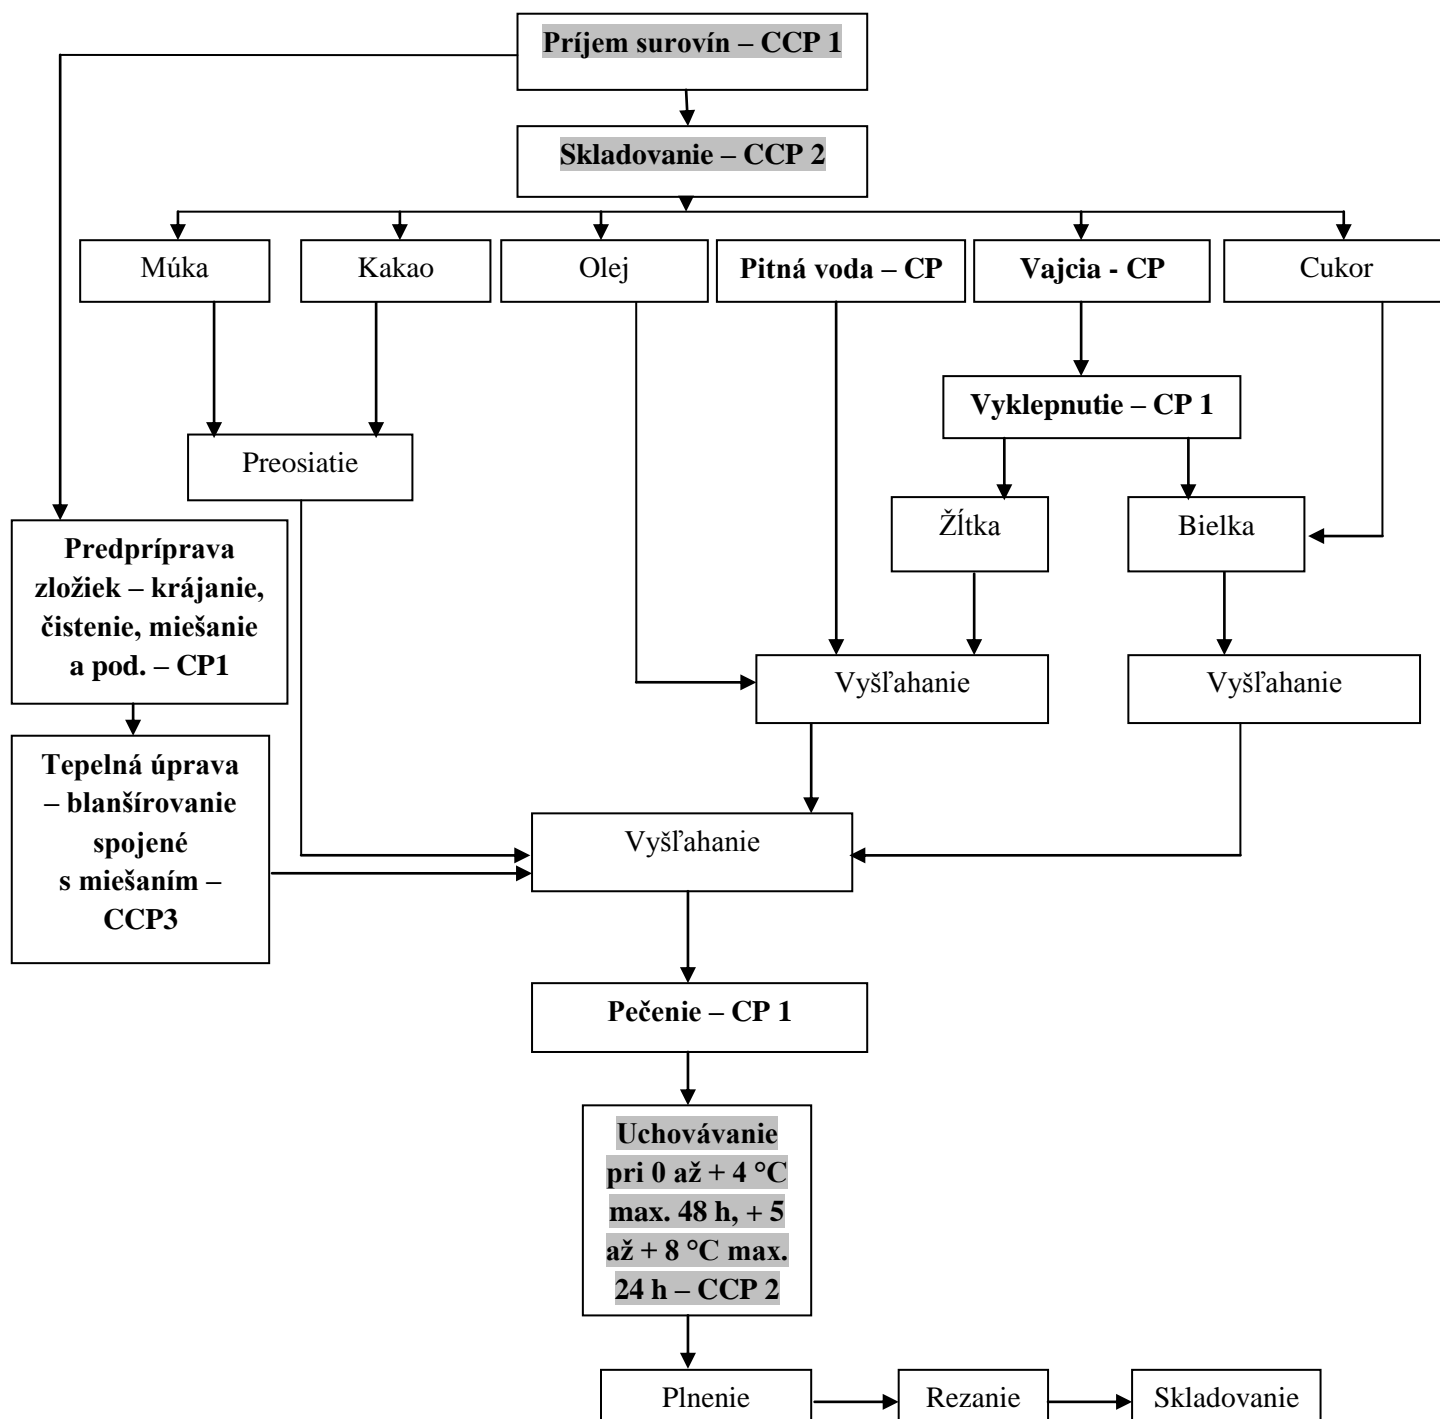 Príjem surovín – CCP 1
Skladovanie – CCP 2
Múka
Kakao
Olej
Pitná voda – CP
Vajcia - CP
Cukor
Vyklepnutie – CP 1
Preosiatie
Žĺtka
Bielka
Predpríprava
zložiek – krájanie,
čistenie, miešanie
a pod. – CP1
Vyšľahanie
Vyšľahanie
Tepelná úprava
– blanšírovanie
spojené
s miešaním –
CCP3
Vyšľahanie
Pečenie – CP 1
Uchovávanie
pri 0 až + 4 °C
max. 48 h, + 5
až + 8 °C max.
24 h – CCP 2
Plnenie
Rezanie
Skladovanie